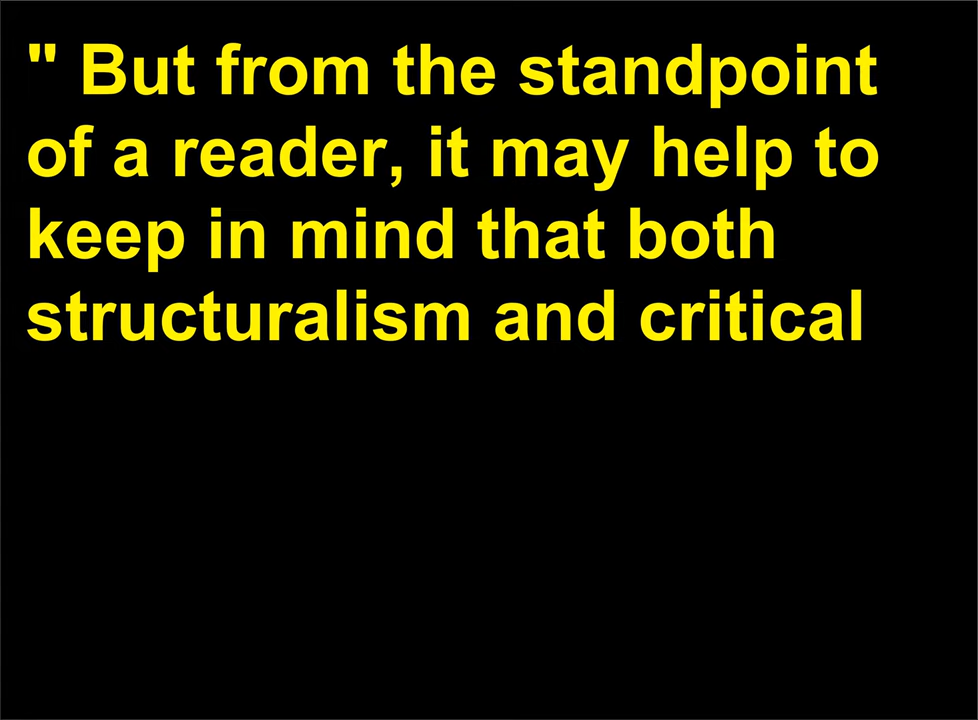 " But from the standpoint
of a reader, it may help to
keep in mind that both
structuralism and critical